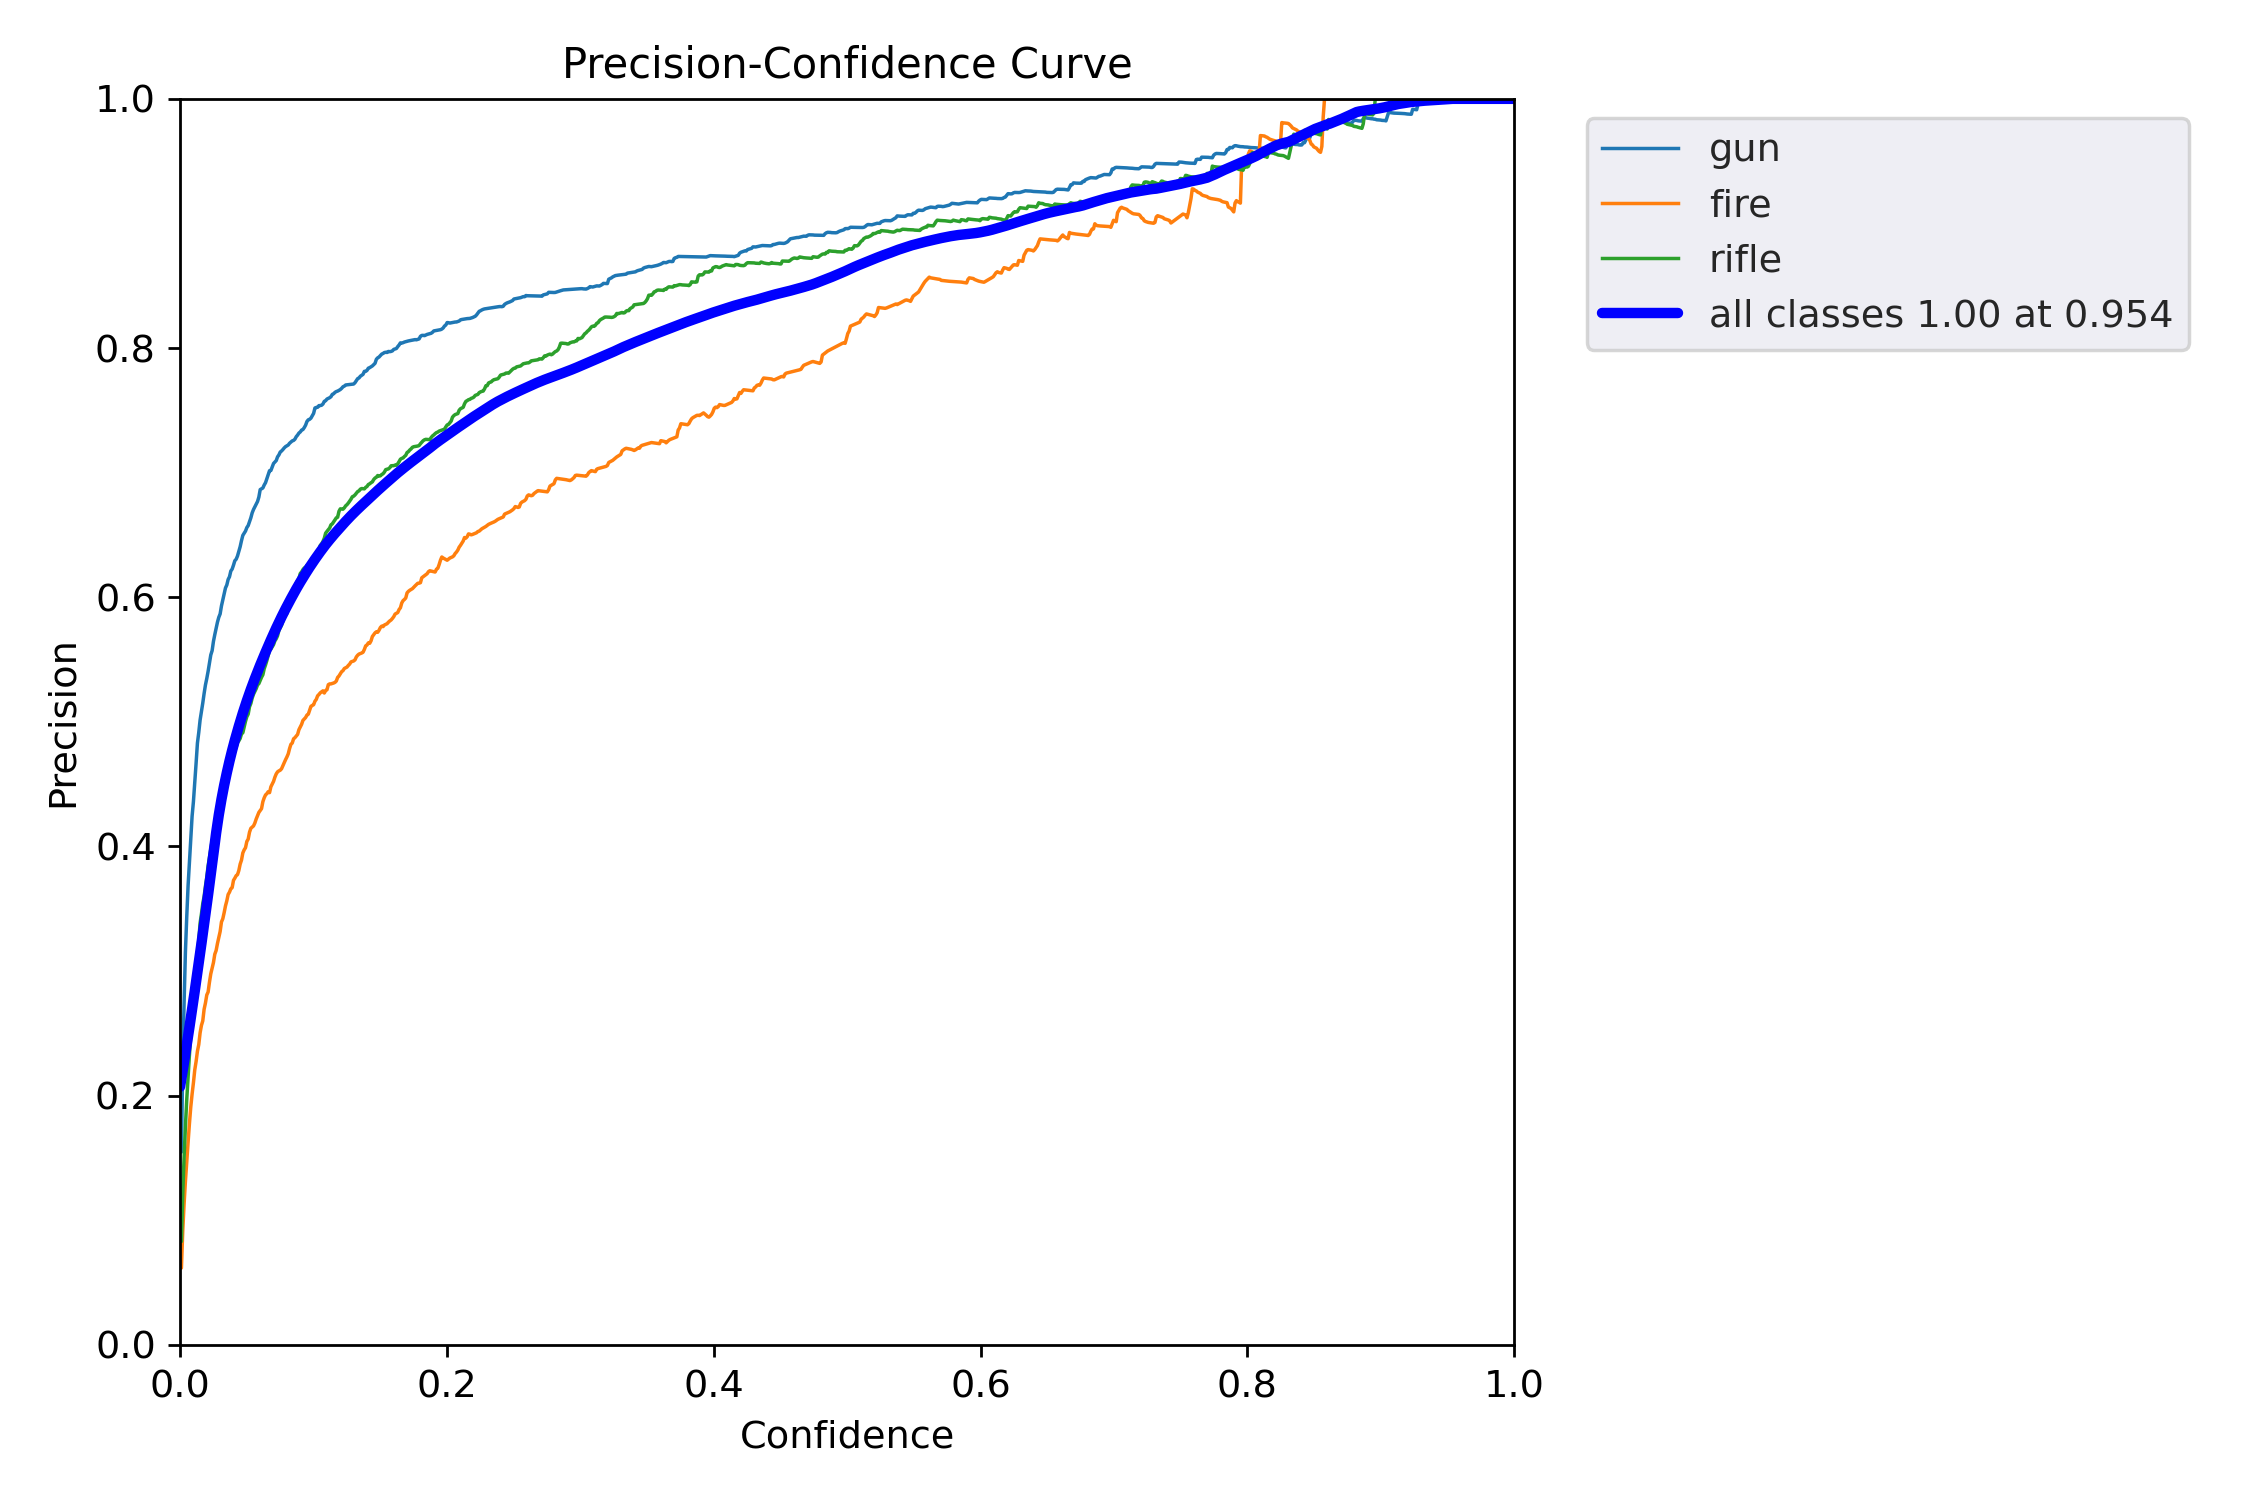 Precision-Confidence Curve
1.0
0.8
0.6
0.4
0.2
0.0
Precision
0.0 0.2 0.4 0.6 0.8 1.0
Confidence
gun
fire
rifle
all classes 1.00 at 0.954